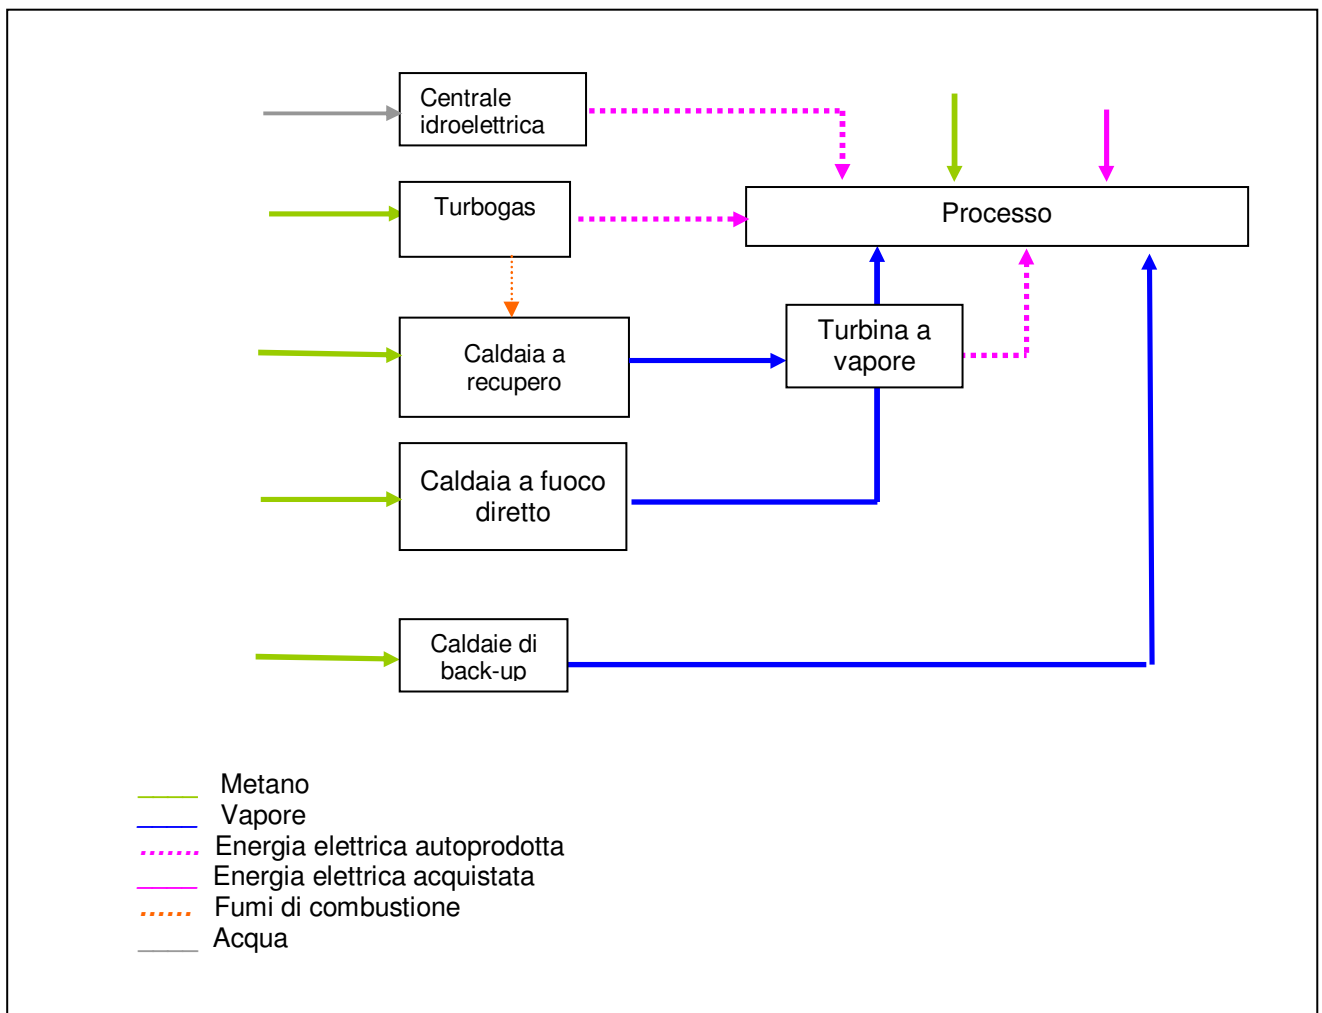 Centrale
idroelettrica
Turbogas
Processo
Turbina a
vapore
Caldaia a
recupero
Caldaia a fuoco
diretto
Caldaie di
back-up
Metano
Vapore
Energia elettrica autoprodotta
Energia elettrica acquistata
Fumi di combustione
Acqua